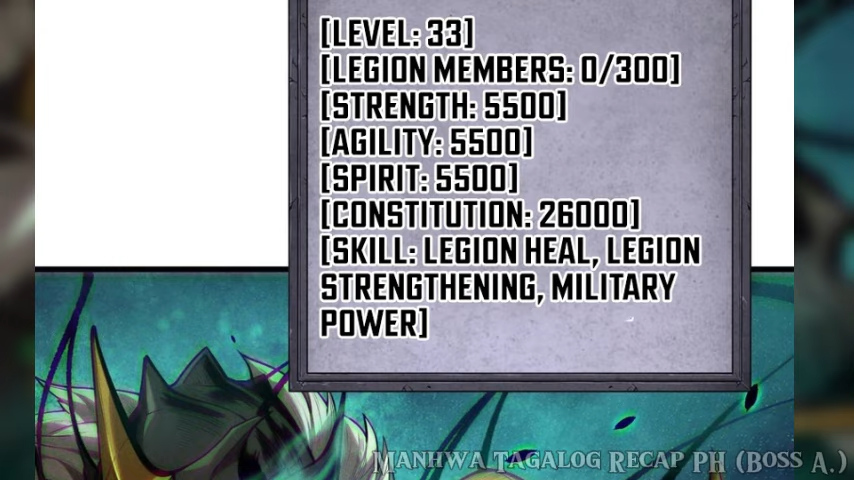 [LEVEL: 33]
[LEGION MEMBERS: 0/300]
[STRENGTH: 5500]
[AGILITY: 5500]
[SPIRIT: 5500]
[CONSTITUTION: 26000]
[SKILL: LEGION HEAL, LEGION
STRENGTHENING, MILITARY
POWER]
MANHWA TAGALOG RECAP PH (BOSS A.)